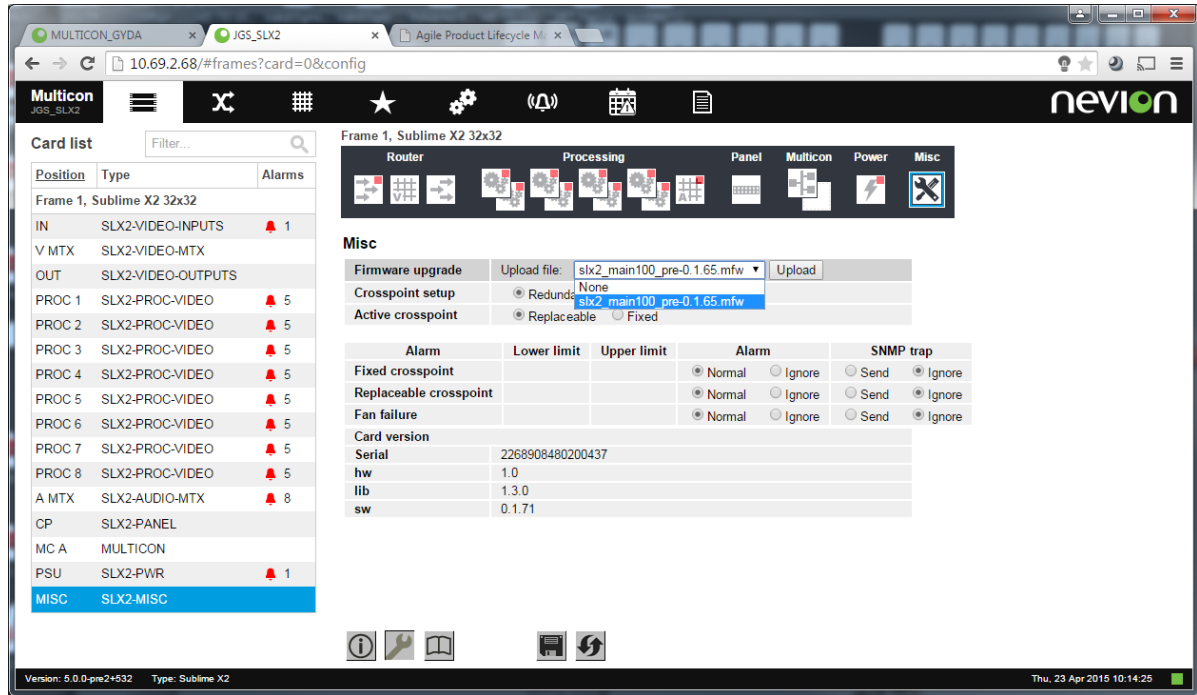 MULTICON_GYDA
JGS_SLX2
Agile Product Lifecycle Ma
10.69.2.68/#frames?card=0&config
Multicon
JGS_SLX2
nevion
Card list
Filter...
Position Type Alarms
Frame 1, Sublime X2 32x32
IN SLX2-VIDEO-INPUTS 1
V MTX SLX2-VIDEO-MTX
OUT SLX2-VIDEO-OUTPUTS
PROC 1 SLX2-PROC-VIDEO 5
PROC 2 SLX2-PROC-VIDEO 5
PROC 3 SLX2-PROC-VIDEO 5
PROC 4 SLX2-PROC-VIDEO 5
PROC 5 SLX2-PROC-VIDEO 5
PROC 6 SLX2-PROC-VIDEO 5
PROC 7 SLX2-PROC-VIDEO 5
PROC 8 SLX2-PROC-VIDEO 5
A MTX SLX2-AUDIO-MTX 8
CP SLX2-PANEL
MC A MULTICON
PSU SLX2-PWR 1
MISC SLX2-MISC
Frame 1, Sublime X2 32x32
Router Processing Panel Multicon Power Misc
Misc
Firmware upgrade Upload file: slx2_main100_pre-0.1.65.mfw Upload
None
slx2_main100_pre-0.1.65.mfw
Crosspoint setup Redunda
Active crosspoint Replaceable Fixed
Alarm Lower limit Upper limit Alarm SNMP trap
Fixed crosspoint Normal Ignore Send Ignore
Replaceable crosspoint Normal Ignore Send Ignore
Fan failure Normal Ignore Send Ignore
Card version
Serial 2268908480200437
hw 1.0
lib 1.3.0
sw 0.1.71
Version: 5.0.0-pre2+532 Type: Sublime X2
Thu, 23 Apr 2015 10:14:25